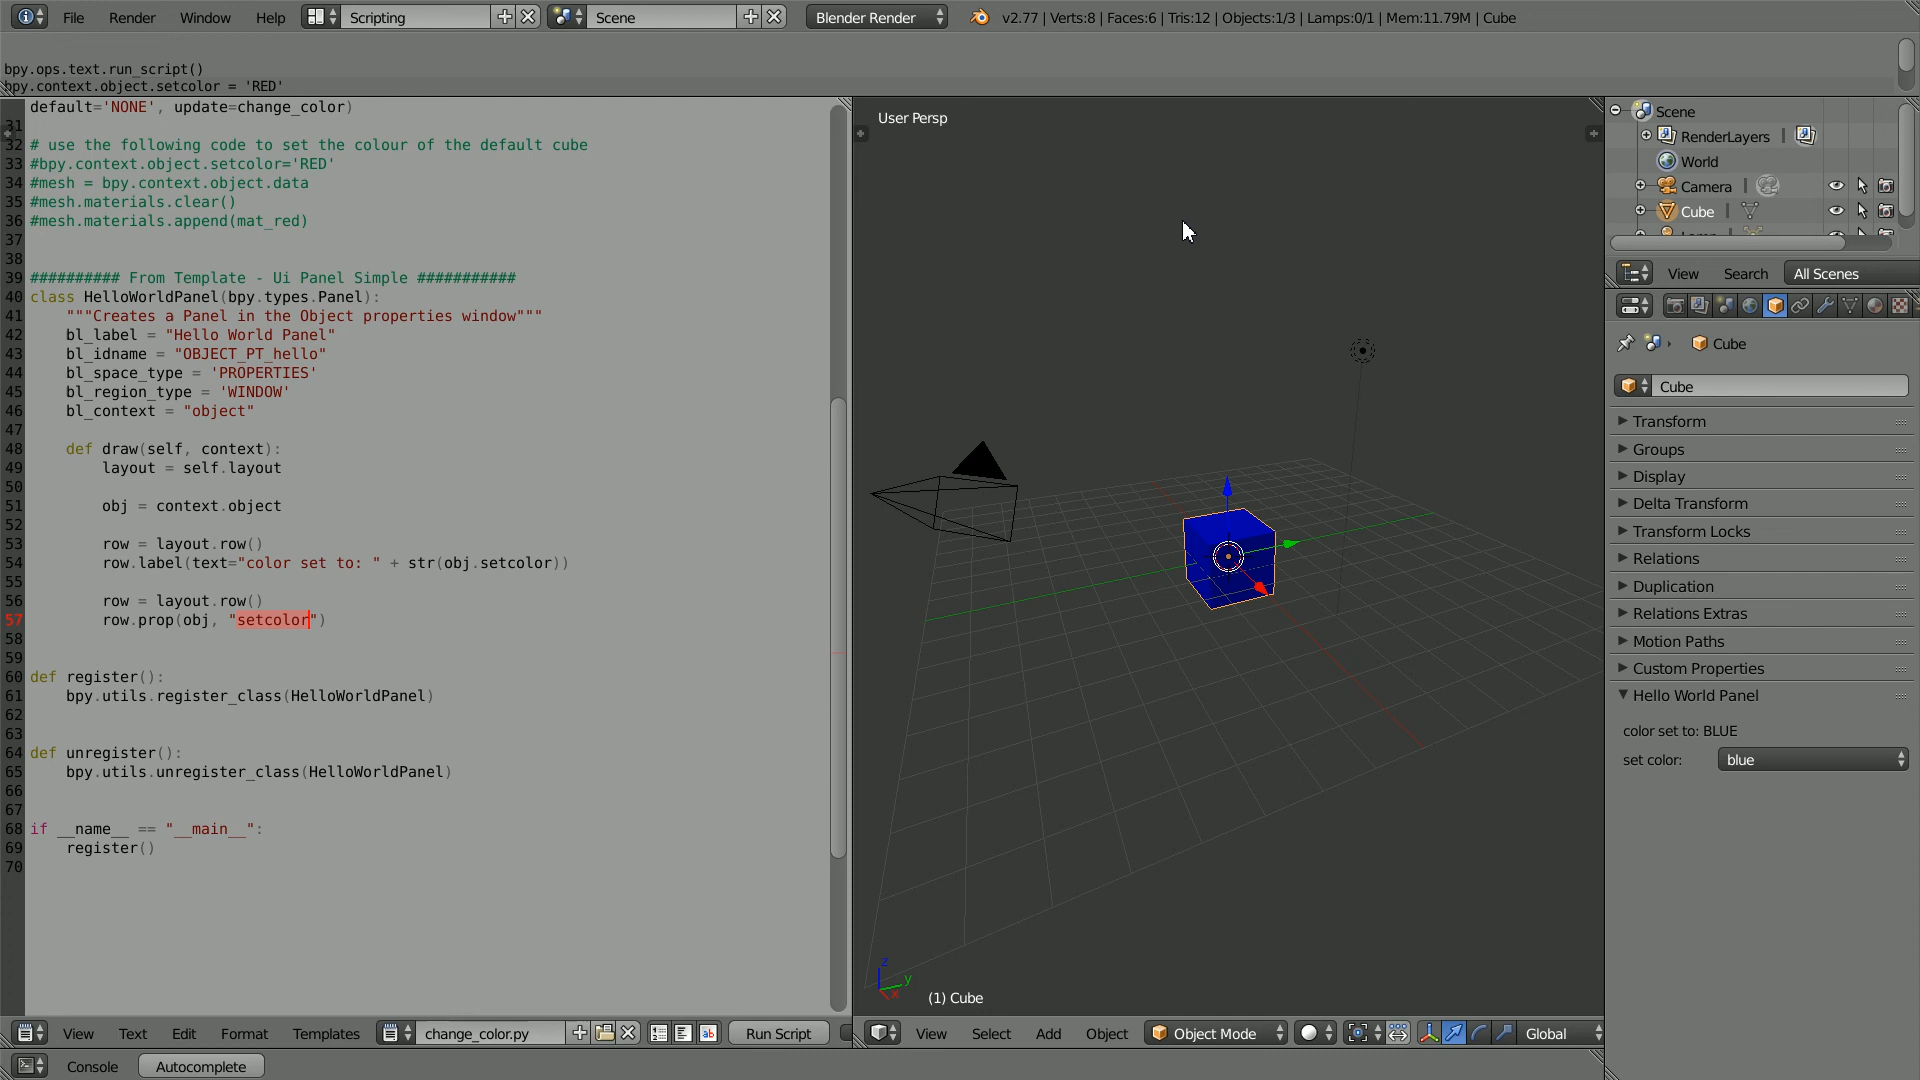 File Render Window Help Scripting Scene Blender Render v2.77 | Verts:8 | Faces:6 | Tris:12 | Objects:1/3 | Lamps:0/1 | Mem:11.79M | Cube
bpy.ops.text.run_script()
bpy.context.object.setcolor = 'RED'
default='NONE', update=change_color)
31
32 # use the following code to set the colour of the default cube
33 #bpy.context.object.setcolor='RED'
34 #mesh = bpy.context.object.data
35 #mesh.materials.clear()
36 #mesh.materials.append(mat_red)
37
38
39 ########## From Template - Ui Panel Simple ###########
40 class HelloWorldPanel(bpy.types.Panel):
41     """Creates a Panel in the Object properties window"""
42     bl_label = "Hello World Panel"
43     bl_idname = "OBJECT_PT_hello"
44     bl_space_type = 'PROPERTIES'
45     bl_region_type = 'WINDOW'
46     bl_context = "object"
47
48     def draw(self, context):
49         layout = self.layout
50
51         obj = context.object
52
53         row = layout.row()
54         row.label(text="color set to: " + str(obj.setcolor))
55
56         row = layout.row()
57         row.prop(obj, "setcolor")
58
59
60 def register():
61     bpy.utils.register_class(HelloWorldPanel)
62
63
64 def unregister():
65     bpy.utils.unregister_class(HelloWorldPanel)
66
67
68 if __name__ == "__main__":
69     register()
70
View Text Edit Format Templates change_color.py Run Script
Console Autocomplete
User Persp
z
y
x
(1) Cube
View Select Add Object Object Mode Global
Scene
RenderLayers
World
Camera
Cube
View Search All Scenes
Cube
Cube
Transform
Groups
Display
Delta Transform
Transform Locks
Relations
Duplication
Relations Extras
Motion Paths
Custom Properties
Hello World Panel
color set to: BLUE
set color: blue